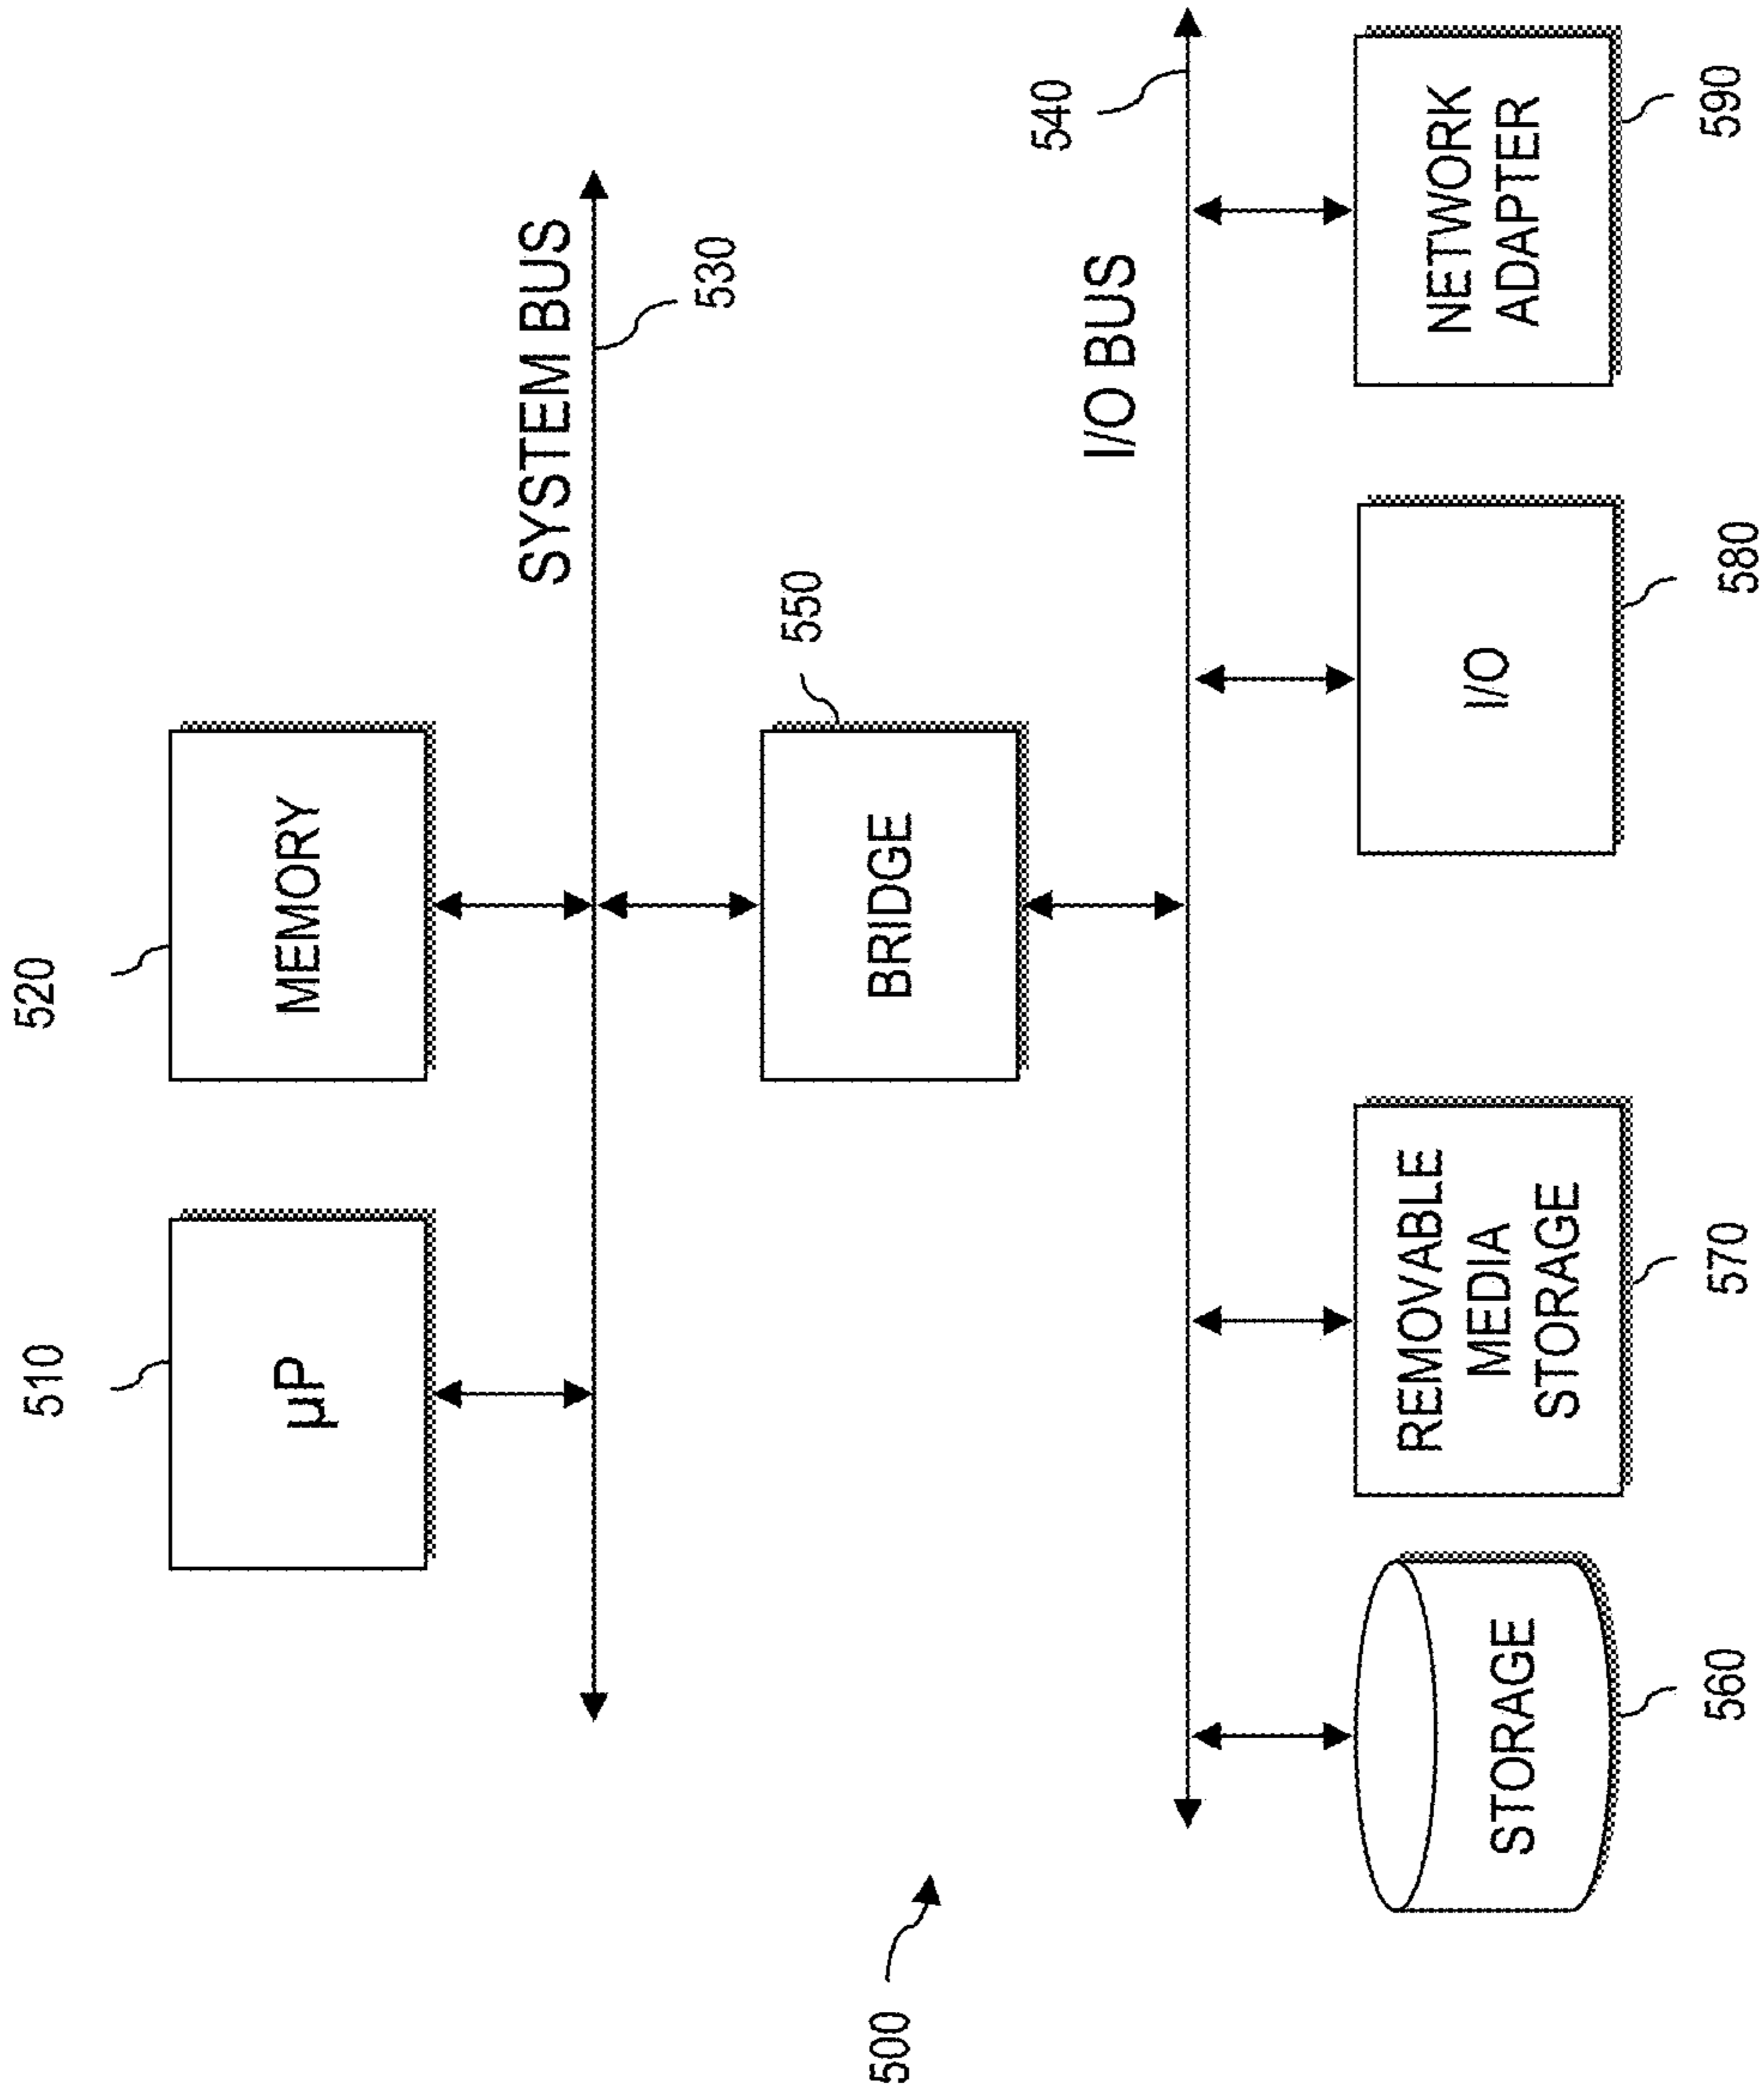 510
520
µP
MEMORY
SYSTEM BUS
530
550
BRIDGE
500
540
I/O BUS
STORAGE
REMOVABLE
MEDIA
STORAGE
I/O
NETWORK
ADAPTER
560
570
580
590